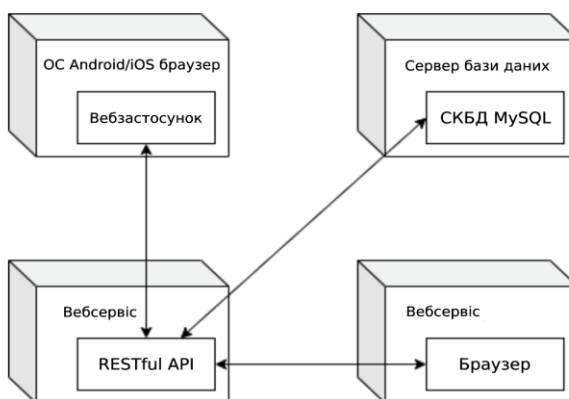 ОС Android/iOS браузер
Вебзастосунок
Сервер бази даних
СКБД MySQL
Вебсервіс
RESTful API
Вебсервіс
Браузер